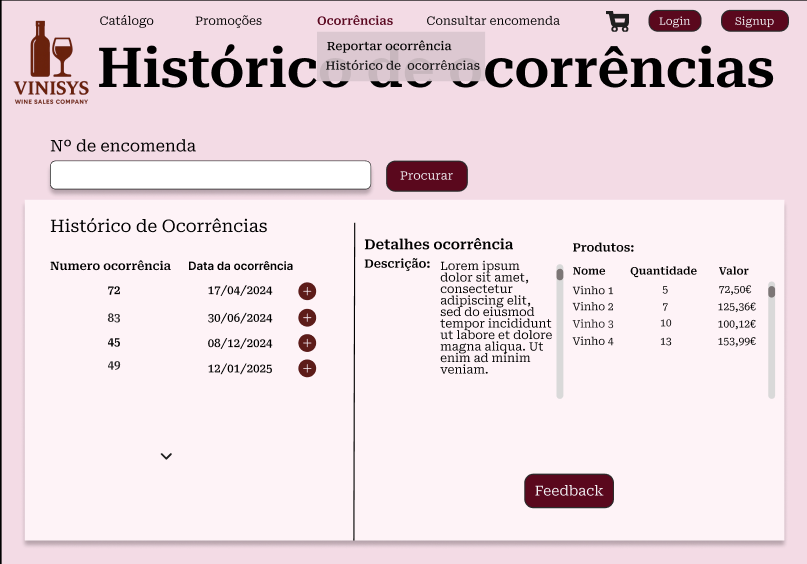 Catálogo Promoções Ocorrências Consultar encomenda Login Signup
Reportar ocorrência
Histórico de ocorrências
VINISYS
WINE SALES COMPANY
Histórico de ocorrências
Nº de encomenda
Procurar
Histórico de Ocorrências
Numero ocorrência Data da ocorrência
72 17/04/2024 +
83 30/06/2024 +
45 08/12/2024 +
49 12/01/2025 +
Detalhes ocorrência
Descrição: Lorem ipsum
dolor sit amet,
consectetur
adipiscing elit,
sed do eiusmod
tempor incididunt
ut labore et dolore
magna aliqua. Ut
enim ad minim
veniam.
Produtos:
Nome Quantidade Valor
Vinho 1 5 72,50€
Vinho 2 7 125,36€
Vinho 3 10 100,12€
Vinho 4 13 153,99€
Feedback